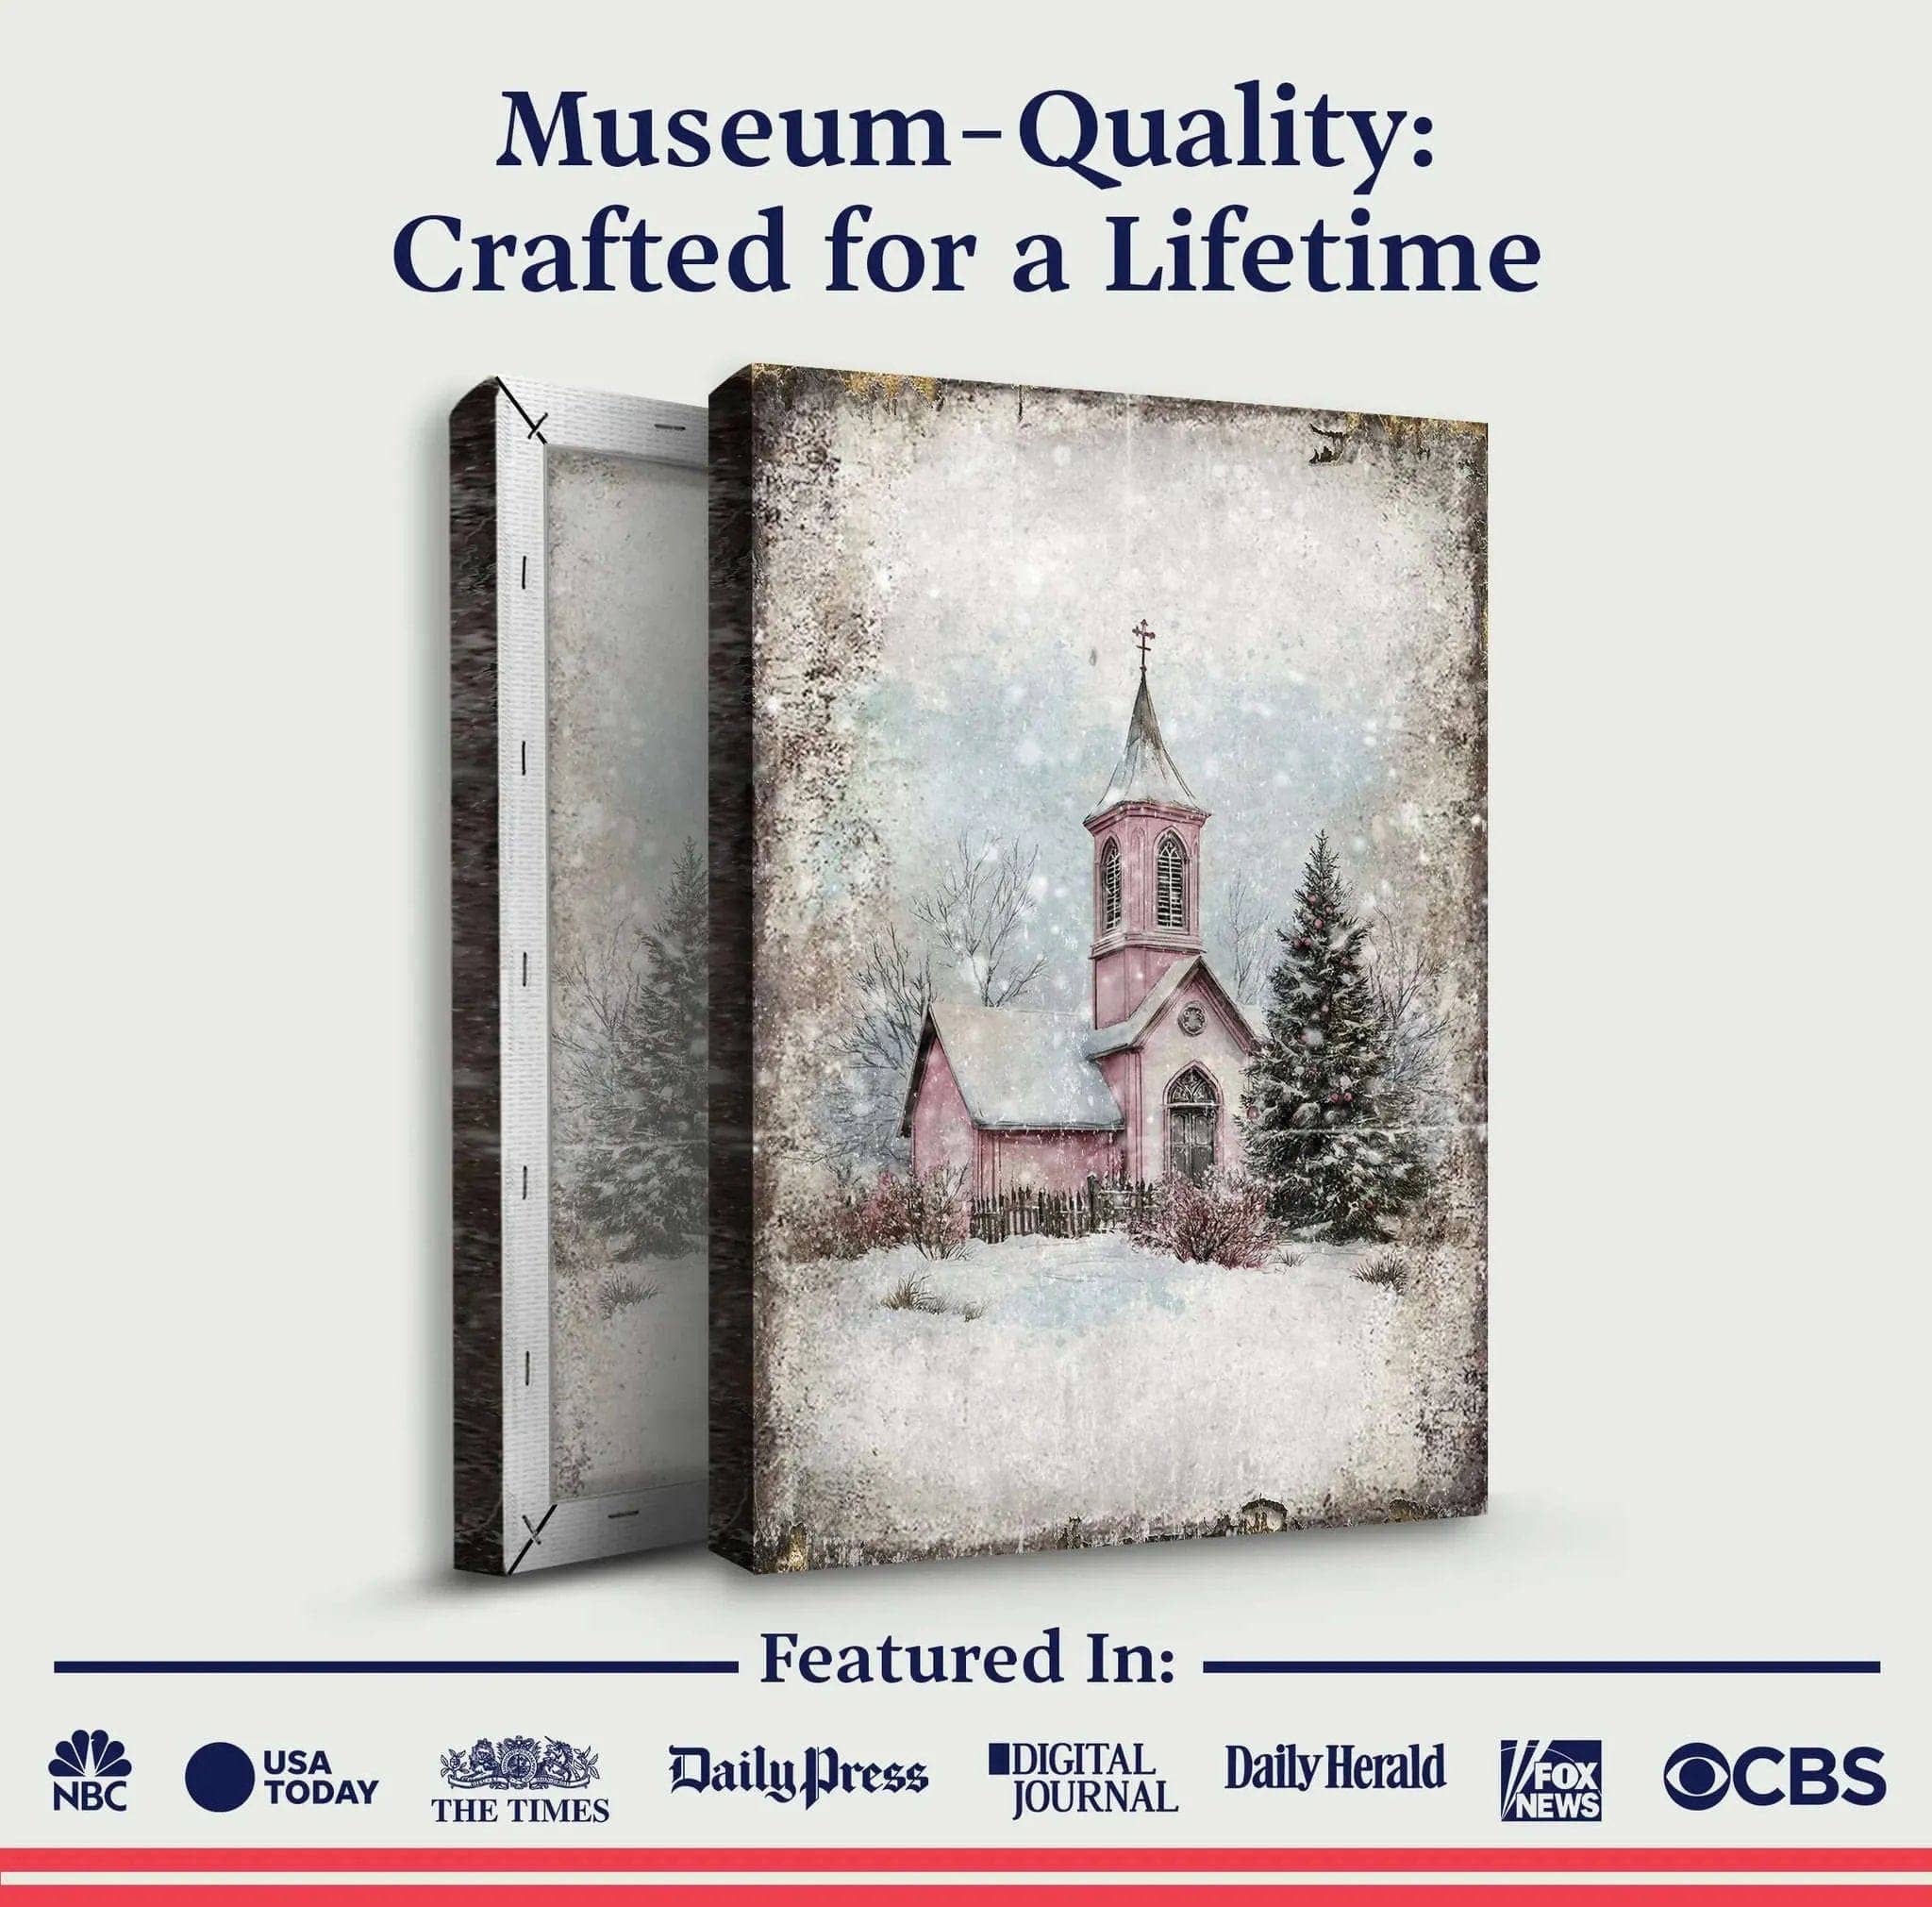 Museum-Quality:
Crafted for a Lifetime
Featured In:
NBC
USA
TODAY
THE TIMES
Daily Press
DIGITAL
JOURNAL
Daily Herald
FOX
NEWS
CBS